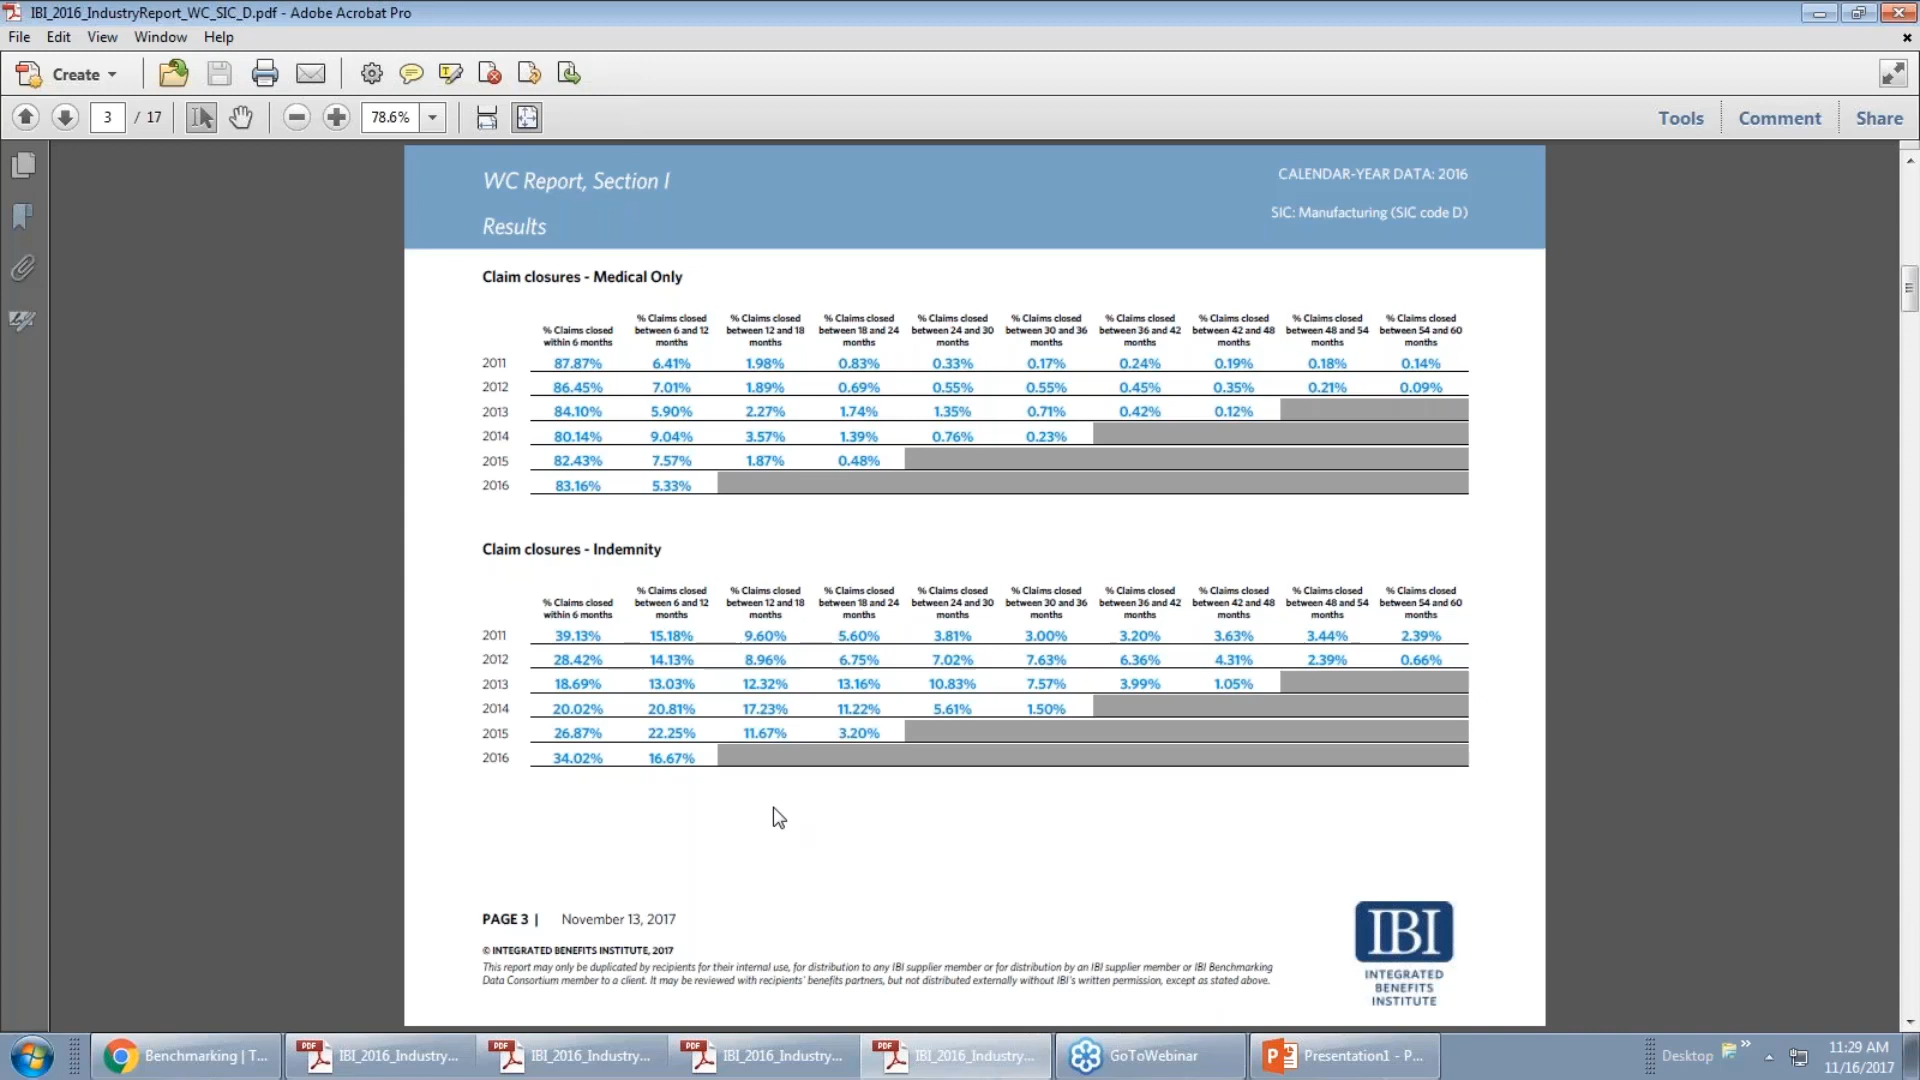 IBI_2016_IndustryReport_WC_SIC_D.pdf - Adobe Acrobat Pro
File Edit View Window Help
Create
3 / 17 78.6% Tools Comment Share
WC Report, Section I CALENDAR-YEAR DATA: 2016
Results SIC: Manufacturing (SIC code D)
Claim closures - Medical Only
% Claims closed within 6 months % Claims closed between 6 and 12 months % Claims closed between 12 and 18 months % Claims closed between 18 and 24 months % Claims closed between 24 and 30 months % Claims closed between 30 and 36 months % Claims closed between 36 and 42 months % Claims closed between 42 and 48 months % Claims closed between 48 and 54 months % Claims closed between 54 and 60 months
2011 87.87% 6.41% 1.98% 0.83% 0.33% 0.17% 0.24% 0.19% 0.18% 0.14%
2012 86.45% 7.01% 1.89% 0.69% 0.55% 0.55% 0.45% 0.35% 0.21% 0.09%
2013 84.10% 5.90% 2.27% 1.74% 1.35% 0.71% 0.42% 0.12%
2014 80.14% 9.04% 3.57% 1.39% 0.76% 0.23%
2015 82.43% 7.57% 1.87% 0.48%
2016 83.16% 5.33%
Claim closures - Indemnity
% Claims closed within 6 months % Claims closed between 6 and 12 months % Claims closed between 12 and 18 months % Claims closed between 18 and 24 months % Claims closed between 24 and 30 months % Claims closed between 30 and 36 months % Claims closed between 36 and 42 months % Claims closed between 42 and 48 months % Claims closed between 48 and 54 months % Claims closed between 54 and 60 months
2011 39.13% 15.18% 9.60% 5.60% 3.81% 3.00% 3.20% 3.63% 3.44% 2.39%
2012 28.42% 14.13% 8.96% 6.75% 7.02% 7.63% 6.36% 4.31% 2.39% 0.66%
2013 18.69% 13.03% 12.32% 13.16% 10.83% 7.57% 3.99% 1.05%
2014 20.02% 20.81% 17.23% 11.22% 5.61% 1.50%
2015 26.87% 22.25% 11.67% 3.20%
2016 34.02% 16.67%
PAGE 3 | November 13, 2017
© INTEGRATED BENEFITS INSTITUTE, 2017
This report may only be duplicated by recipients for their internal use, for distribution to any IBI supplier member or for distribution by an IBI supplier member or IBI Benchmarking
Data Consortium member to a client. It may be reviewed with recipients' benefits partners, but not distributed externally without IBI's written permission, except as stated above.
IBI
INTEGRATED
BENEFITS
INSTITUTE
Benchmarking | T... PDF IBI_2016_Industry... PDF IBI_2016_Industry... PDF IBI_2016_Industry... PDF IBI_2016_Industry... GoToWebinar Presentation1 - P... Desktop 11:29 AM
11/16/2017